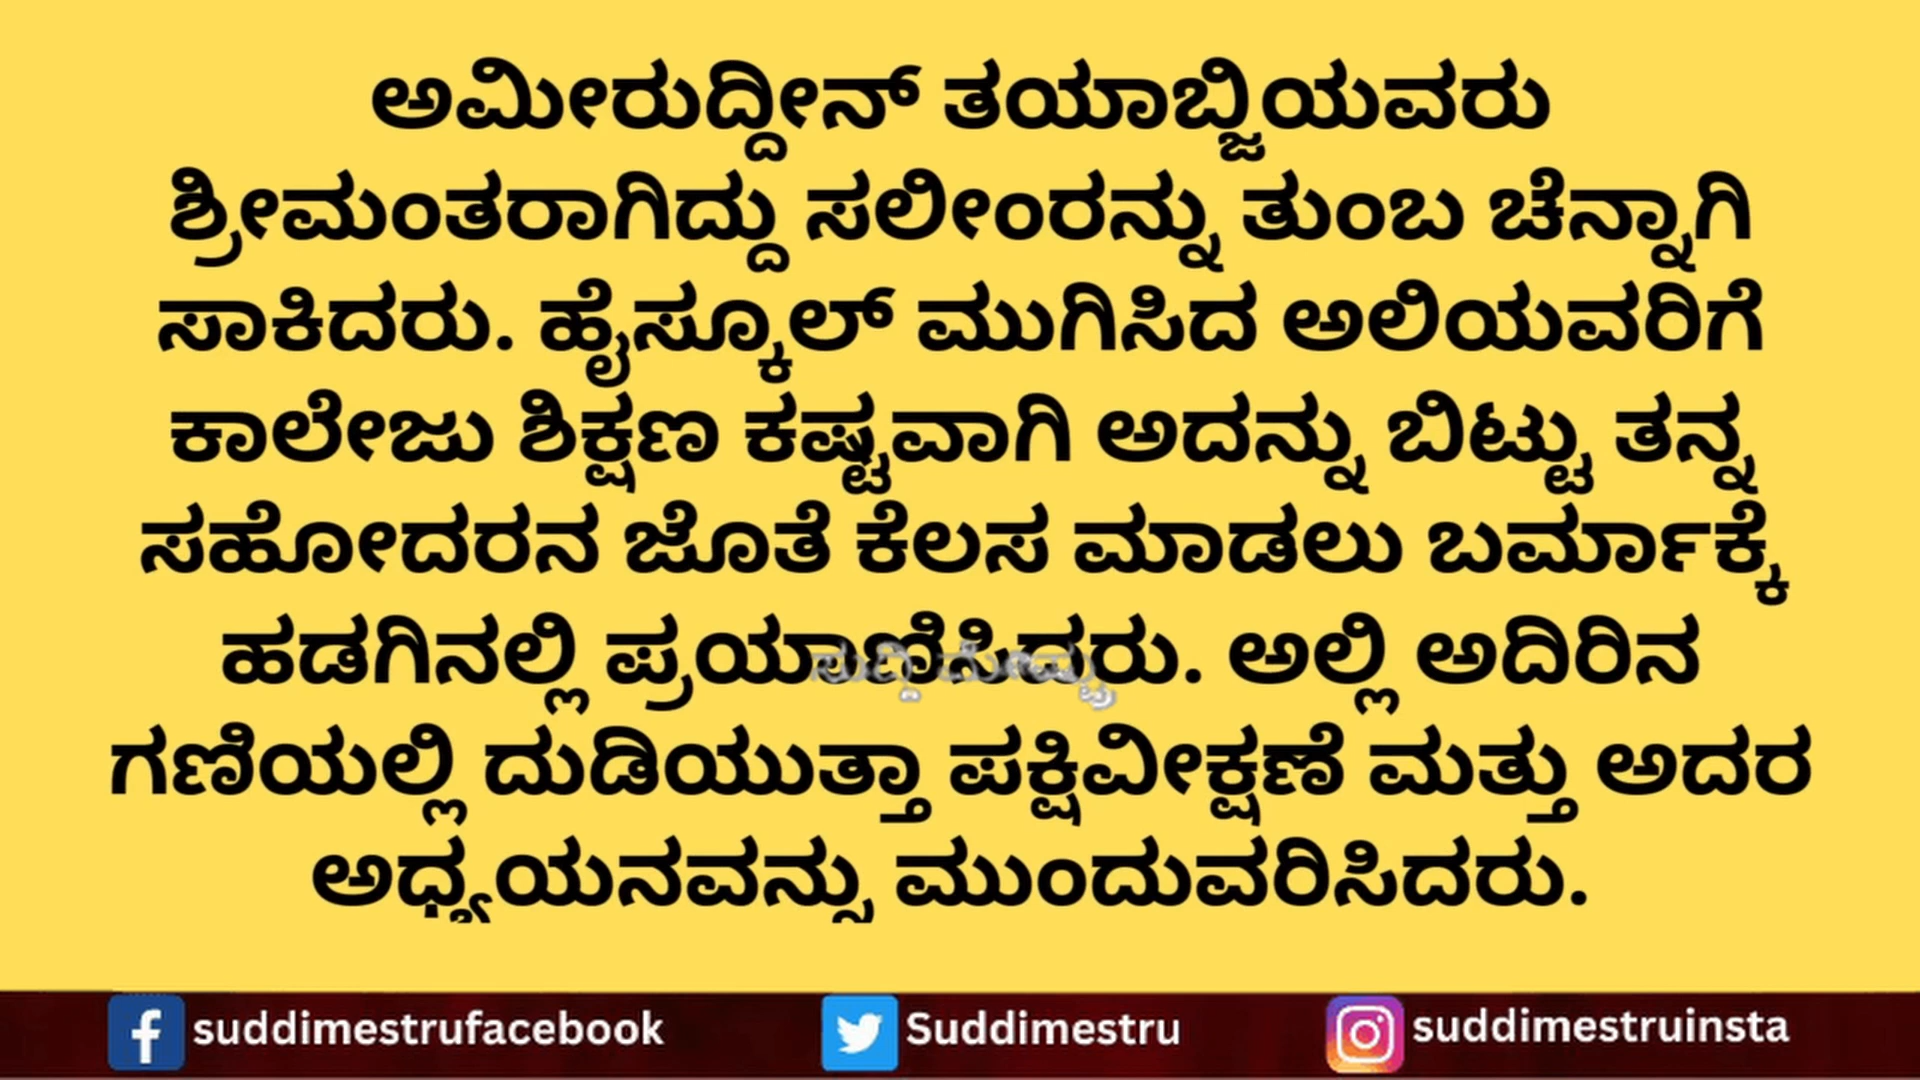 ಅಮೀರುದ್ದೀನ್ ತಯಾಬ್ಜಿಯವರು
ಶ್ರೀಮಂತರಾಗಿದ್ದು ಸಲೀಂರನ್ನು ತುಂಬ ಚೆನ್ನಾಗಿ
ಸಾಕಿದರು. ಹೈಸ್ಕೂಲ್ ಮುಗಿಸಿದ ಅಲಿಯವರಿಗೆ
ಕಾಲೇಜು ಶಿಕ್ಷಣ ಕಷ್ಟವಾಗಿ ಅದನ್ನು ಬಿಟ್ಟು ತನ್ನ
ಸಹೋದರನ ಜೊತೆ ಕೆಲಸ ಮಾಡಲು ಬರ್ಮಾಕ್ಕೆ
ಹಡಗಿನಲ್ಲಿ ಪ್ರಯಾಣಿಸಿದರು. ಅಲ್ಲಿ ಅದಿರಿನ
ಗಣಿಯಲ್ಲಿ ದುಡಿಯುತ್ತಾ ಪಕ್ಷಿವೀಕ್ಷಣೆ ಮತ್ತು ಅದರ
ಅಧ್ಯಯನವನ್ನು ಮುಂದುವರಿಸಿದರು.
suddimestrufacebook Suddimestru suddimestruinsta